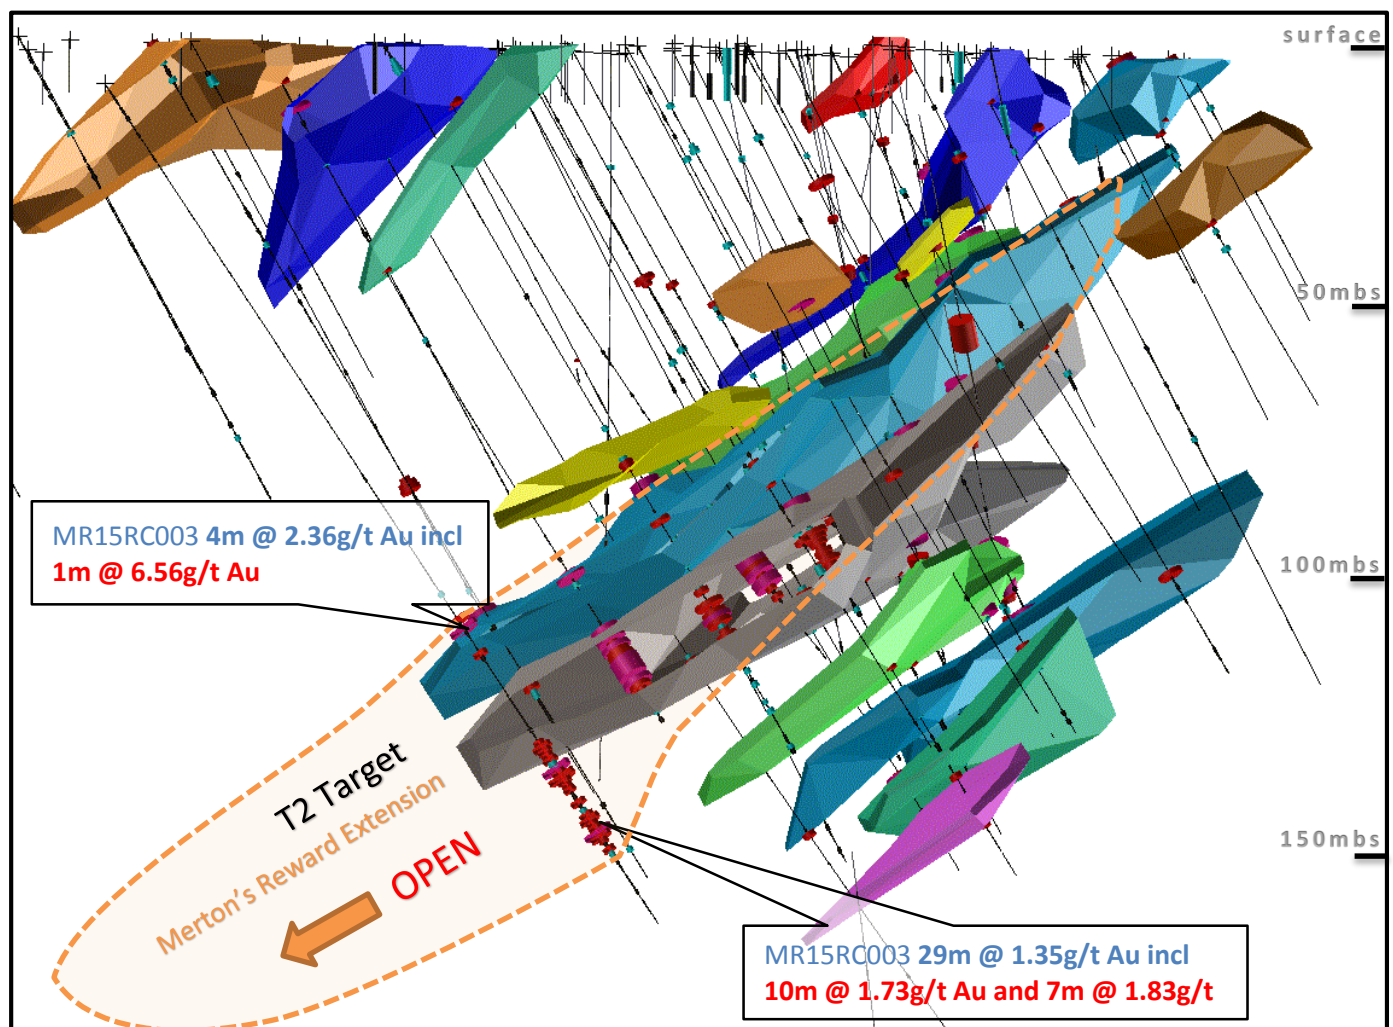 surface
50mbs
MR15RC003 4m @ 2.36g/t Au incl
1m @ 6.56g/t Au
100mbs
T2 Target
Merton's Reward Extension
OPEN
150mbs
MR15RC003 29m @ 1.35g/t Au incl
10m @ 1.73g/t Au and 7m @ 1.83g/t